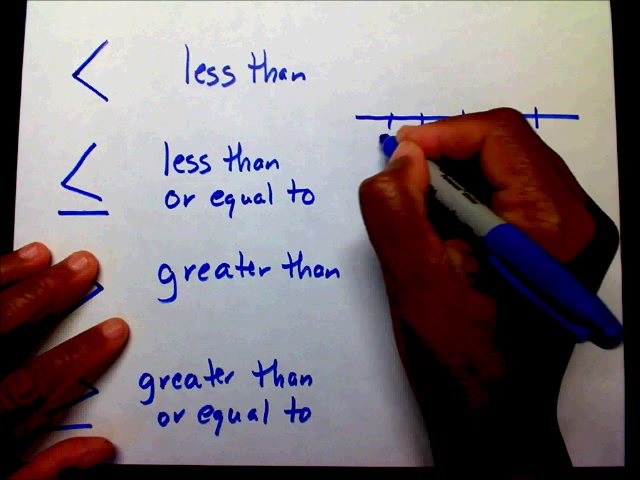 < less than
≤ less than
or equal to
> greater than
≥ greater than
or equal to